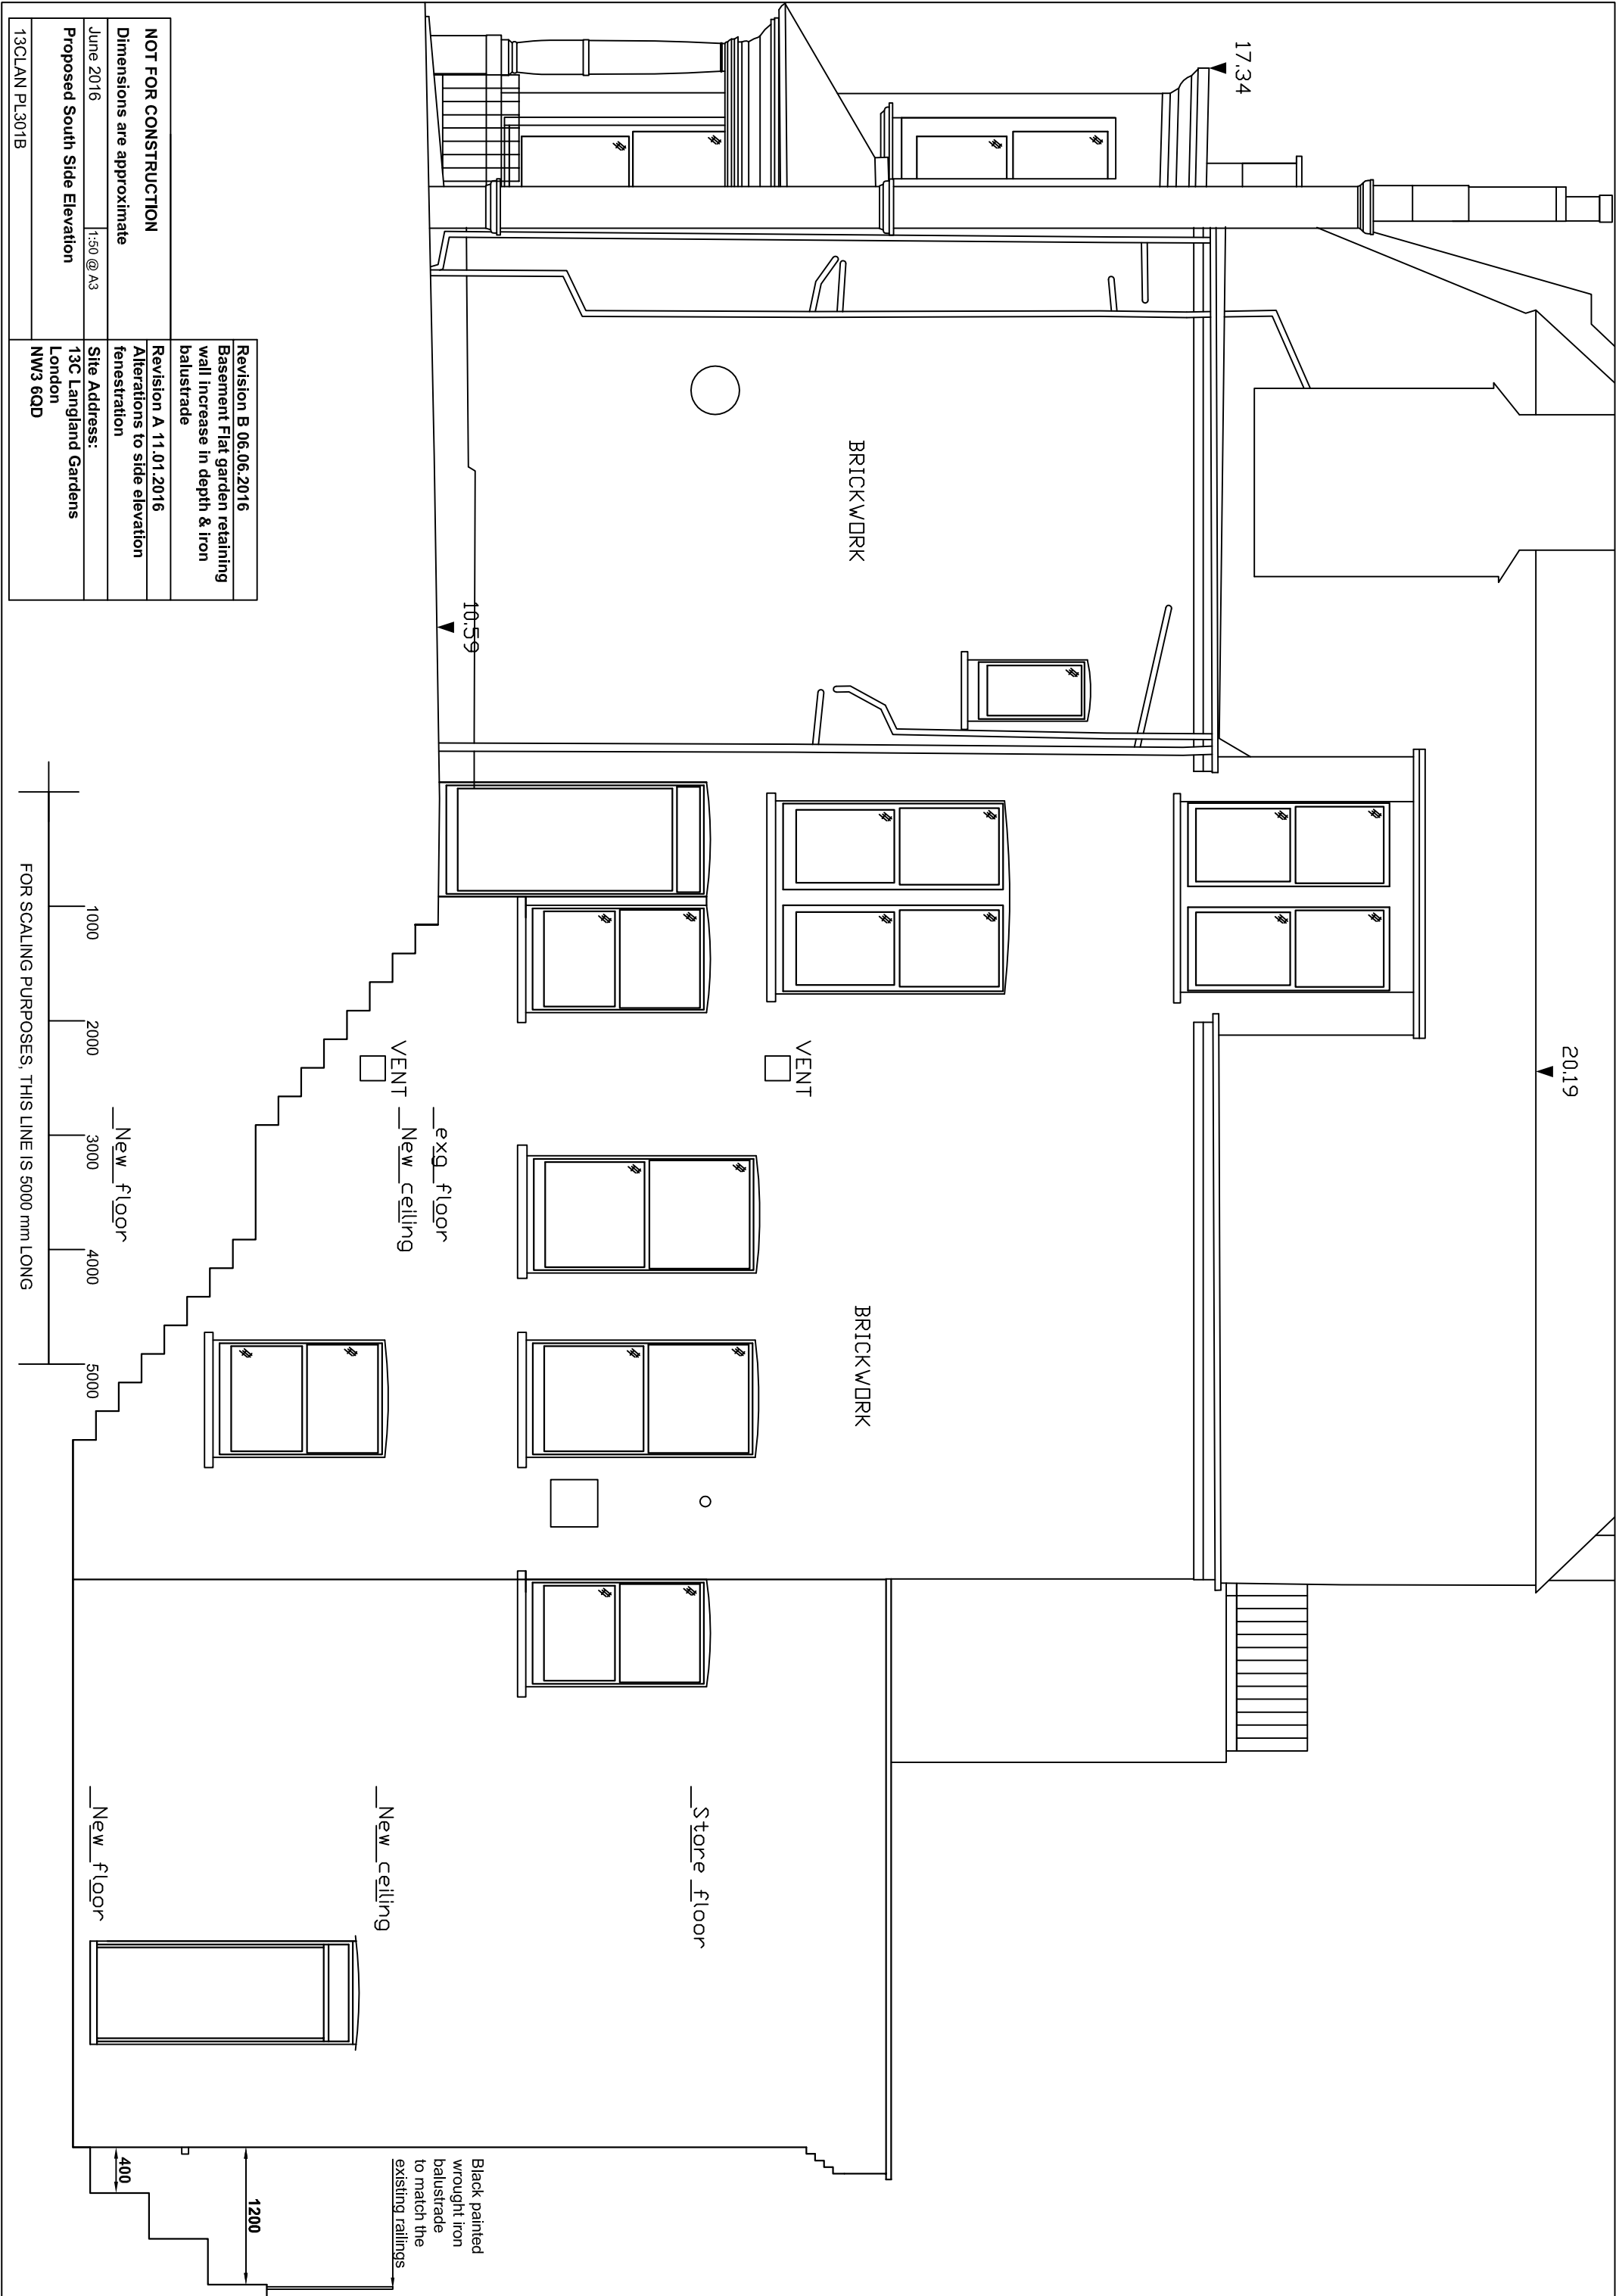 17.34
20.19
BRICKWORK
BRICKWORK
10.59
VENT
VENT
exg floor
New ceiling
New floor
Store floor
New ceiling
New floor
Black painted
wrought iron
balustrade
to match the
existing railings
1200
400
Revision B 06.06.2016
Basement Flat garden retaining
wall increase in depth & iron
balustrade
Revision A 11.01.2016
Alterations to side elevation
fenestration
Site Address:
13C Langland Gardens
London
NW3 6QD
NOT FOR CONSTRUCTION
Dimensions are approximate
June 2016
1:50 @ A3
Proposed South Side Elevation
13CLAN PL301B
1000 2000 3000 4000 5000
FOR SCALING PURPOSES, THIS LINE IS 5000 mm LONG